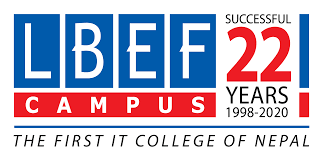 LBEF
CAMPUS
SUCCESSFUL
22
YEARS
1998-2020
THE FIRST IT COLLEGE OF NEPAL